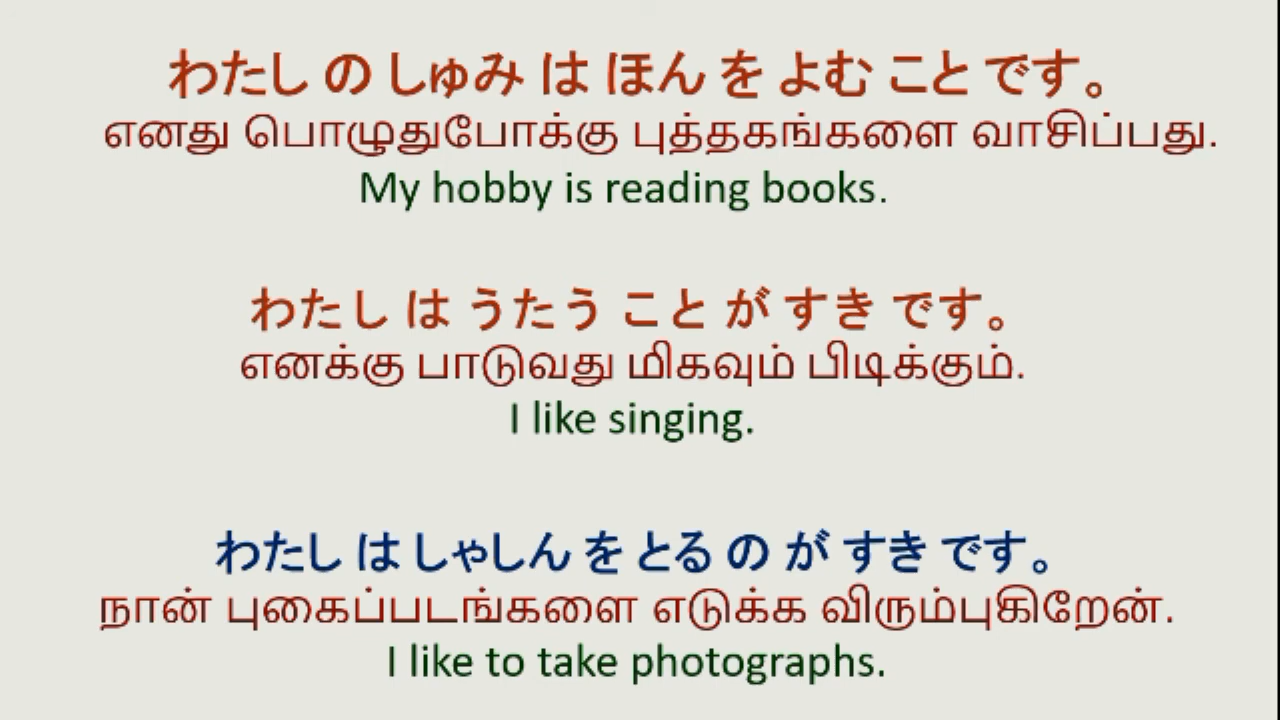 わたし の しゅみ は ほん を よむ こと です。
எனது பொழுதுபோக்கு புத்தகங்களை வாசிப்பது.
My hobby is reading books.
わたし は うたう こと が すき です。
எனக்கு பாடுவது மிகவும் பிடிக்கும்.
I like singing.
わたし は しゃしん を とる の が すき です。
நான் புகைப்படங்களை எடுக்க விரும்புகிறேன்.
I like to take photographs.